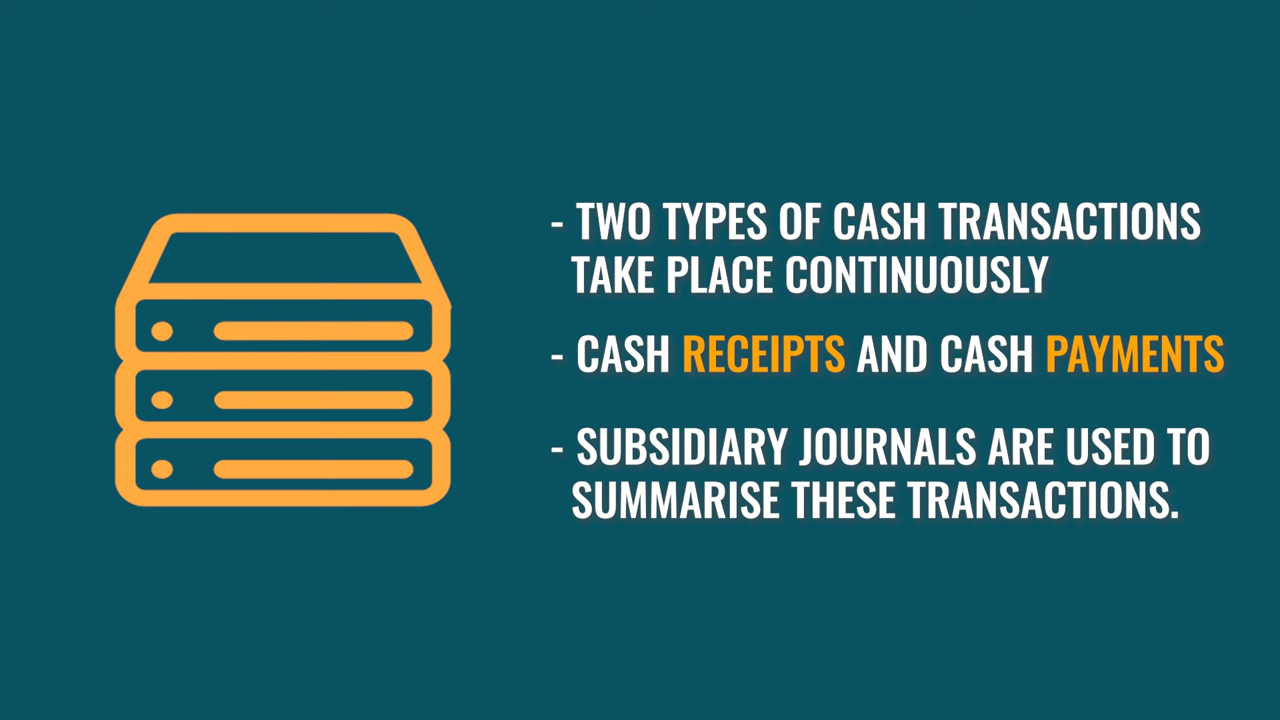 - TWO TYPES OF CASH TRANSACTIONS
TAKE PLACE CONTINUOUSLY
- CASH RECEIPTS AND CASH PAYMENTS
- SUBSIDIARY JOURNALS ARE USED TO
SUMMARISE THESE TRANSACTIONS.